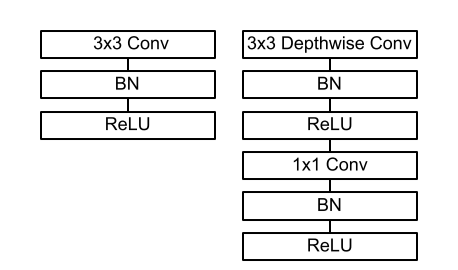 3x3 Conv
BN
ReLU
3x3 Depthwise Conv
BN
ReLU
1x1 Conv
BN
ReLU